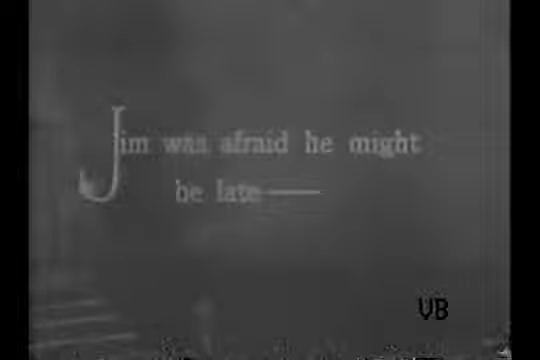 Jim was afraid he might
be late——
VB